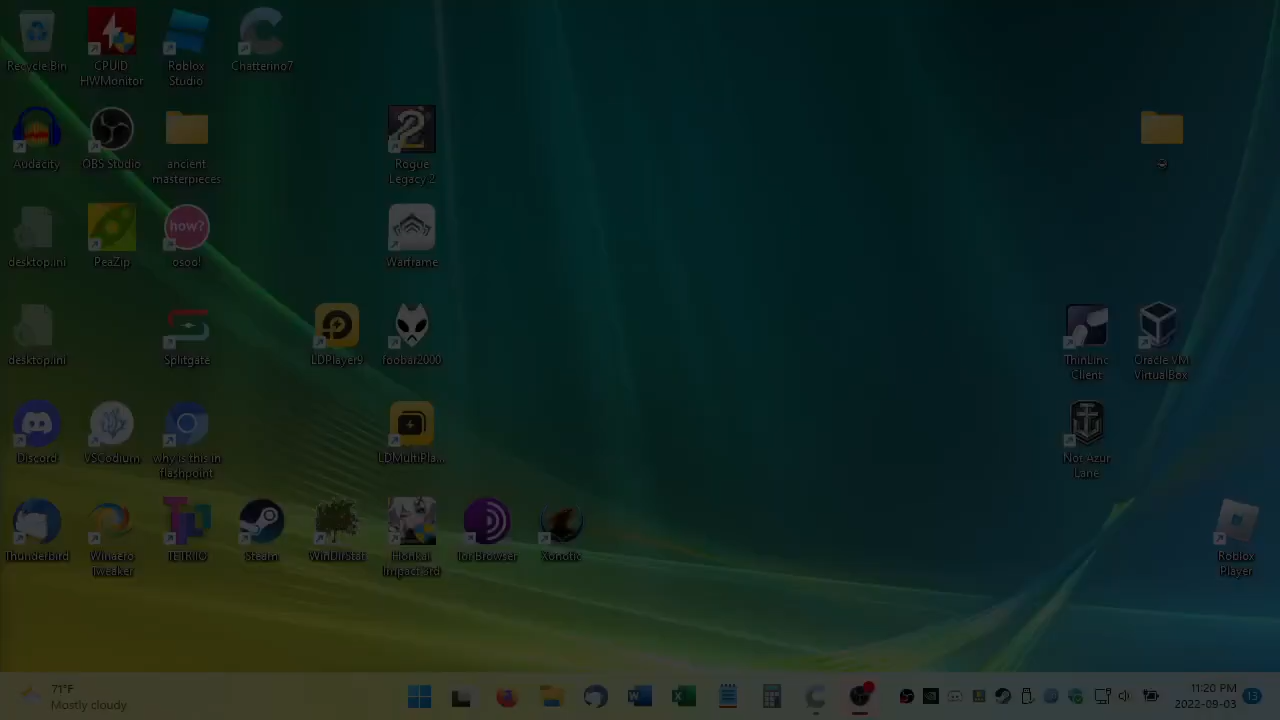 Recycle Bin
CPUID
HWMonitor
Roblox
Studio
Chatterino7
Audacity
OBS Studio
ancient
masterpieces
Rogue
Legacy 2
desktop.ini
PeaZip
how?
osoo!
Warframe
desktop.ini
Splitgate
LDPlayer9
foobar2000
ThinLinc
Client
Oracle VM
VirtualBox
Discord
VSCodium
why is this in
flashpoint
LDMultiPla...
Not Azur
Lane
Thunderbird
Winaero
Tweaker
TETR.IO
Steam
WinDirStat
Honkai
Impact 3rd
Tor Browser
Xonotic
Roblox
Player
71°F
Mostly cloudy
11:20 PM
2022-09-03
13